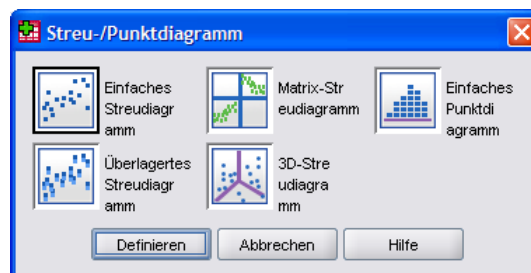 Streu-/Punktdiagramm
Einfaches
Streudiagr
amm
Matrix-Str
eudiagramm
Einfaches
Punktdi
agramm
Überlagertes
Streudiagr
amm
3D-Stre
udiagra
mm
Definieren
Abbrechen
Hilfe